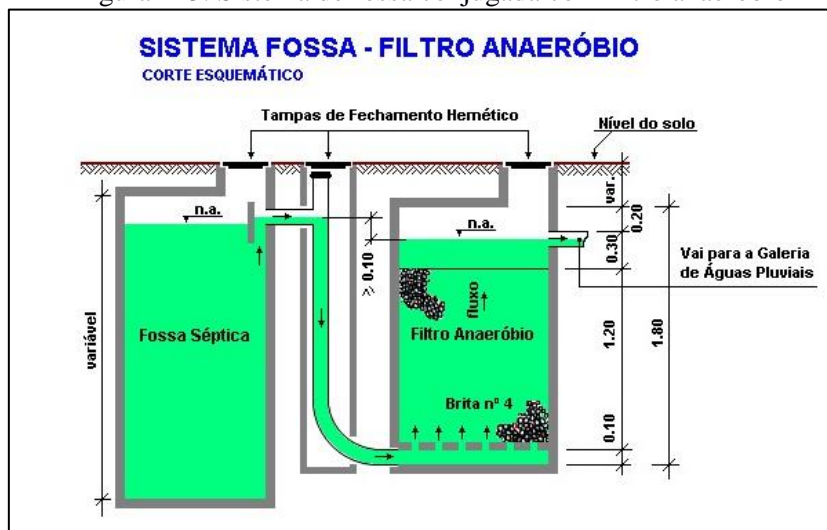 SISTEMA FOSSA - FILTRO ANAERÓBIO
CORTE ESQUEMÁTICO
Tampas de Fechamento Hemético
Nível do solo
n.a.
n.a.
var.
0.20
0.30
⩾ 0.10
Vai para a Galeria
de Águas Pluviais
fluxo
variável
Fossa Séptica
Filtro Anaeróbio
1.20
1.80
Brita nº 4
0.10